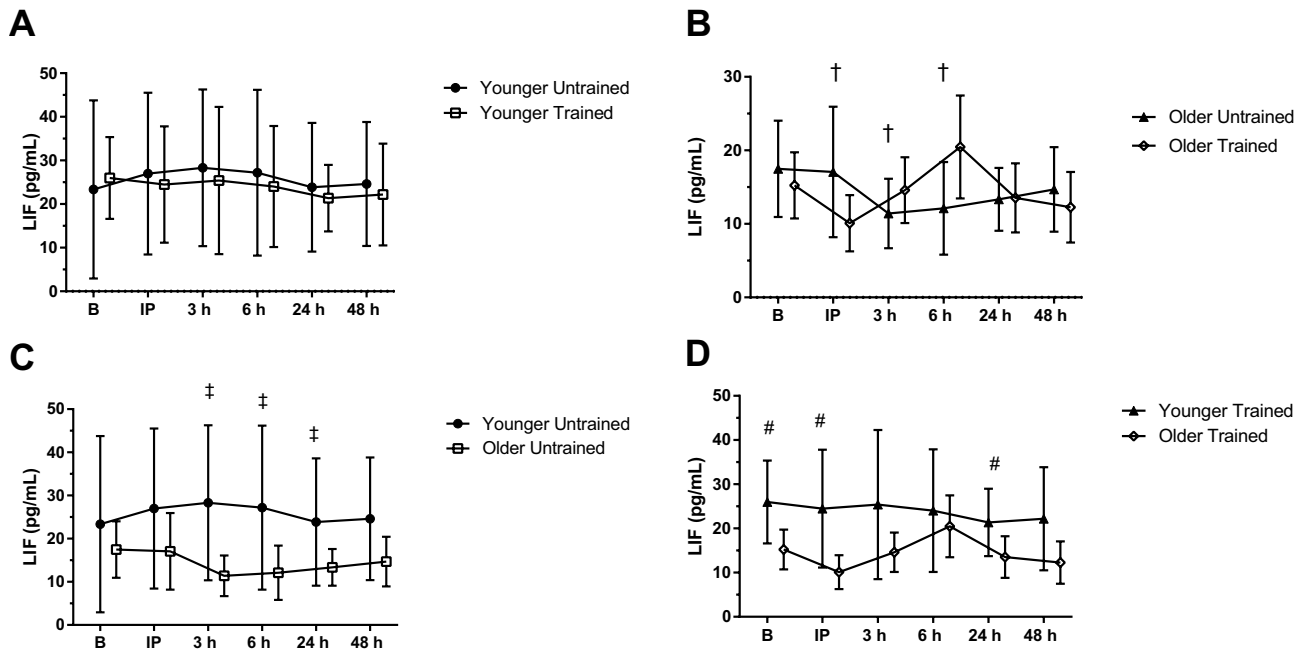 A
LIF (pg/mL)
50
40
30
20
10
0
B IP 3 h 6 h 24 h 48 h
Younger Untrained
Younger Trained
B
LIF (pg/mL)
30
20
10
0
† † †
B IP 3 h 6 h 24 h 48 h
Older Untrained
Older Trained
C
LIF (pg/mL)
50
40
30
20
10
0
‡ ‡ ‡
B IP 3 h 6 h 24 h 48 h
Younger Untrained
Older Untrained
D
LIF (pg/mL)
50
40
30
20
10
0
# # #
B IP 3 h 6 h 24 h 48 h
Younger Trained
Older Trained